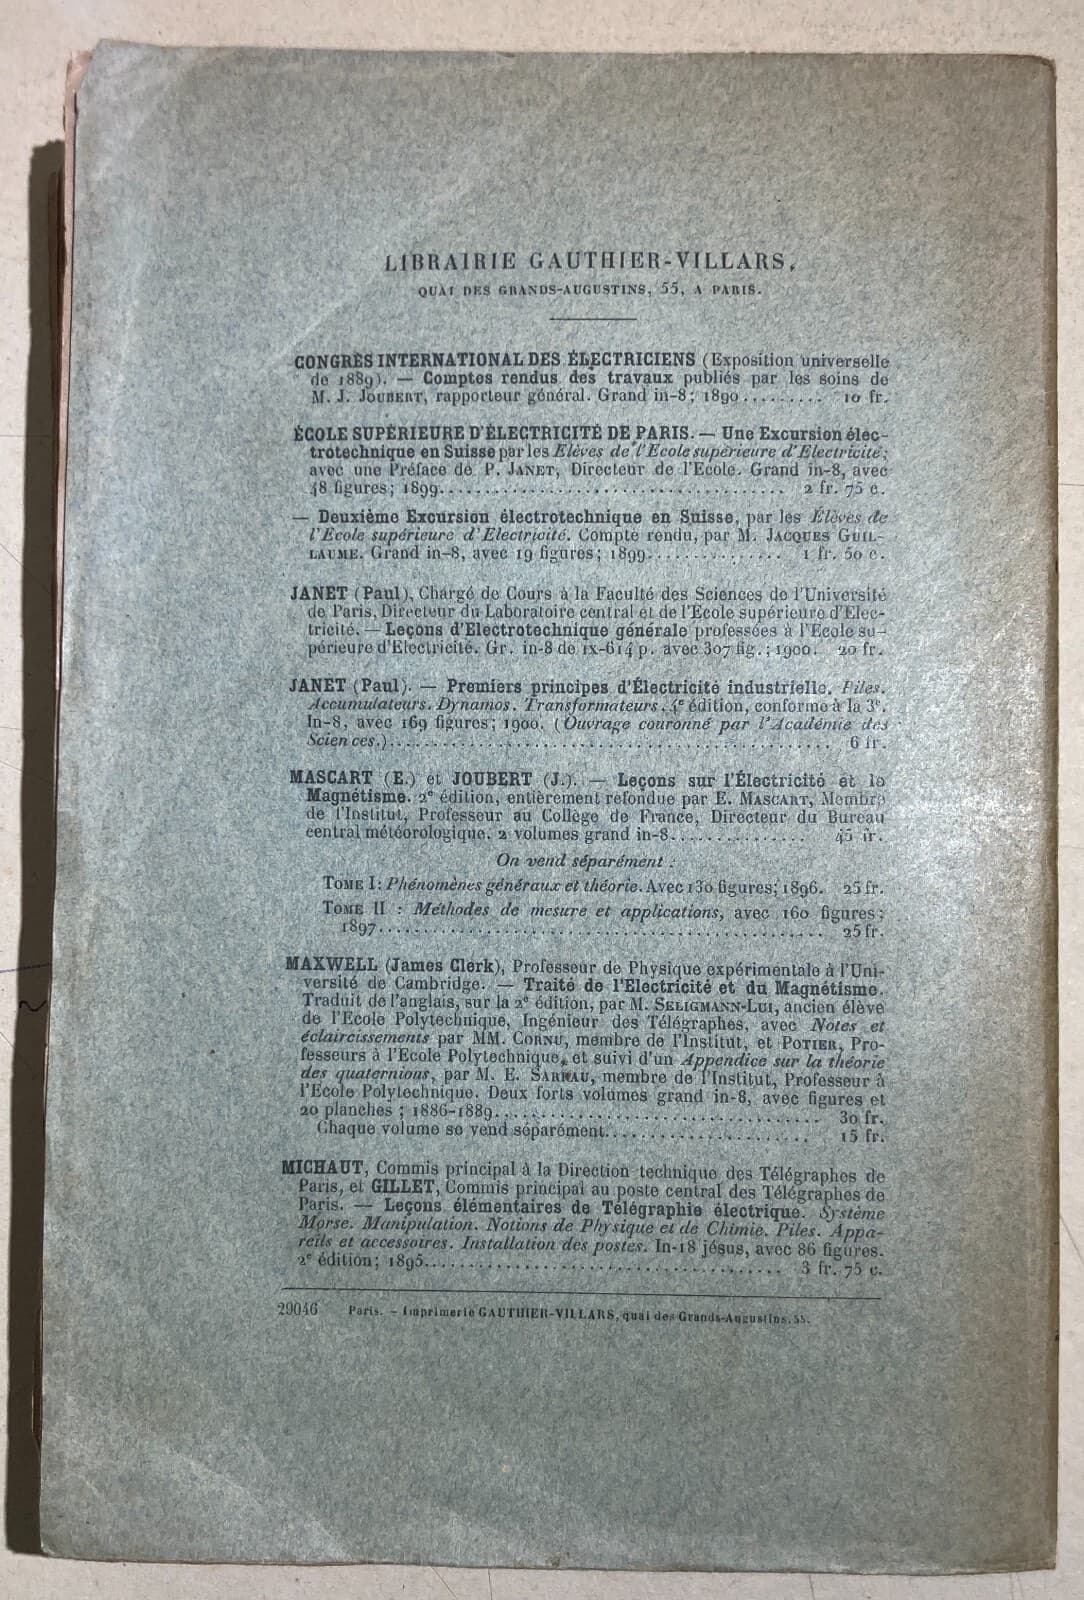 LIBRAIRIE GAUTHIER-VILLARS,
QUAI DES GRANDS-AUGUSTINS, 55, A PARIS.
CONGRÈS INTERNATIONAL DES ÉLECTRICIENS (Exposition universelle
de 1889). — Comptes rendus des travaux publiés par les soins de
M. J. JOUBERT, rapporteur général. Grand in-8; 1890......... 10 fr.
ÉCOLE SUPÉRIEURE D'ÉLECTRICITÉ DE PARIS. — Une Excursion élec-
trotechnique en Suisse par les Elèves de l'Ecole supérieure d'Electricité;
avec une Préface de P. JANET, Directeur de l'Ecole. Grand in-8, avec
48 figures; 1899.................................. 2 fr. 75 c.
— Deuxième Excursion électrotechnique en Suisse, par les Élèves de
l'Ecole supérieure d'Electricité. Compte rendu, par M. JACQUES GUIL-
LAUME. Grand in-8, avec 19 figures; 1899.............. 1 fr. 50 c.
JANET (Paul), Chargé de Cours à la Faculté des Sciences de l'Université
de Paris, Directeur du Laboratoire central et de l'Ecole supérieure d'Elec-
tricité. — Leçons d'Electrotechnique générale professées à l'Ecole su-
périeure d'Electricité. Gr. in-8 de IX-614 p. avec 307 fig.; 1900. 20 fr.
JANET (Paul). — Premiers principes d'Électricité industrielle. Piles.
Accumulateurs. Dynamos. Transformateurs. 4e édition, conforme à la 3e.
In-8, avec 169 figures; 1900. (Ouvrage couronné par l'Académie des
Sciences.)............................................ 6 fr.
MASCART (E.) et JOUBERT (J.). — Leçons sur l'Électricité et le
Magnétisme. 2e édition, entièrement refondue par E. MASCART, Membre
de l'Institut, Professeur au Collège de France, Directeur du Bureau
central météorologique. 2 volumes grand in-8............. 45 fr.
On vend séparément :
TOME I: Phénomènes généraux et théorie. Avec 130 figures; 1896. 25 fr.
TOME II : Méthodes de mesure et applications, avec 160 figures;
1897............................................ 25 fr.
MAXWELL (James Clerk), Professeur de Physique expérimentale à l'Uni-
versité de Cambridge. — Traité de l'Electricité et du Magnétisme.
Traduit de l'anglais, sur la 2e édition, par M. SELIGMANN-LUI, ancien élève
de l'Ecole Polytechnique, Ingénieur des Télégraphes, avec Notes et
éclaircissements par MM. CORNU, membre de l'Institut, et POTIER, Pro-
fesseurs à l'Ecole Polytechnique, et suivi d'un Appendice sur la théorie
des quaternions, par M. E. SARRAU, membre de l'Institut, Professeur à
l'Ecole Polytechnique. Deux forts volumes grand in-8, avec figures et
20 planches ; 1886-1889................................. 30 fr.
Chaque volume se vend séparément..................... 15 fr.
MICHAUT, Commis principal à la Direction technique des Télégraphes de
Paris, et GILLET, Commis principal au poste central des Télégraphes de
Paris. — Leçons élémentaires de Télégraphie électrique. Système
Morse. Manipulation. Notions de Physique et de Chimie. Piles. Appa-
reils et accessoires. Installation des postes. In-18 jésus, avec 86 figures.
2e édition; 1895................................... 3 fr. 75 c.
29046 Paris. — Imprimerie GAUTHIER-VILLARS, quai des Grands-Augustins, 55.